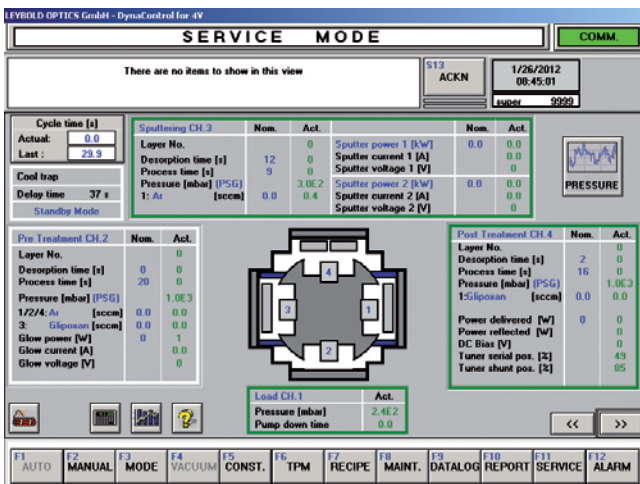 LEYBOLD OPTICS GmbH - DynaControl for 4V
SERVICE MODE
COMM.
There are no items to show in this view
S13
ACKN
1/26/2012
00:45:01
super 9999
Cycle time [s]
Actual: 0.0
Last : 29.9
Cool trap
Delay time 37 s
Standby Mode
Sputtering CH.3 Nom. Act. Nom. Act.
Layer No. 0 Sputter power 1 [kW] 0.0 0.0
Desorption time [s] 12 0 Sputter current 1 [A] 0.0
Process time [s] 9 0 Sputter voltage 1 [V] 0
Pressure [mbar] (PSG) 3.0E2 Sputter power 2 [kW] 0.0 0.0
1: Ar [sccm] 0.0 0.4 Sputter current 2 [A] 0.0
Sputter voltage 2 [V] 0
PRESSURE
Pre Treatment CH.2 Nom. Act.
Layer No. 0
Desorption time [s] 0 0
Process time [s] 20 0
Pressure [mbar] (PSG) 1.0E3
1/2/4: Ar [sccm] 0.0 0.0
3: Glipoxan [sccm] 0.0 0.0
Glow power [W] 0 1
Glow current [A] 0.0
Glow voltage [V] 0
4
3
1
2
Post Treatment CH.4 Nom. Act.
Layer No. 0
Desorption time [s] 2 0
Process time [s] 16 0
Pressure [mbar] (PSG) 1.0E3
1:Glipoxan [sccm] 0.0 0.0
Power delivered [W] 0 0
Power reflected [W] 0
DC Bias [V] 0
Tuner serial pos. [%] 49
Tuner shunt pos. [%] 85
Load CH.1 Act.
Pressure [mbar] 2.4E2
Pump down time 0.0
<< >>
F1 AUTO
F2 MANUAL
F3 MODE
F4 VACUUM
F5 CONST.
F6 TPM
F7 RECIPE
F8 MAINT.
F9 DATALOG
F10 REPORT
F11 SERVICE
F12 ALARM